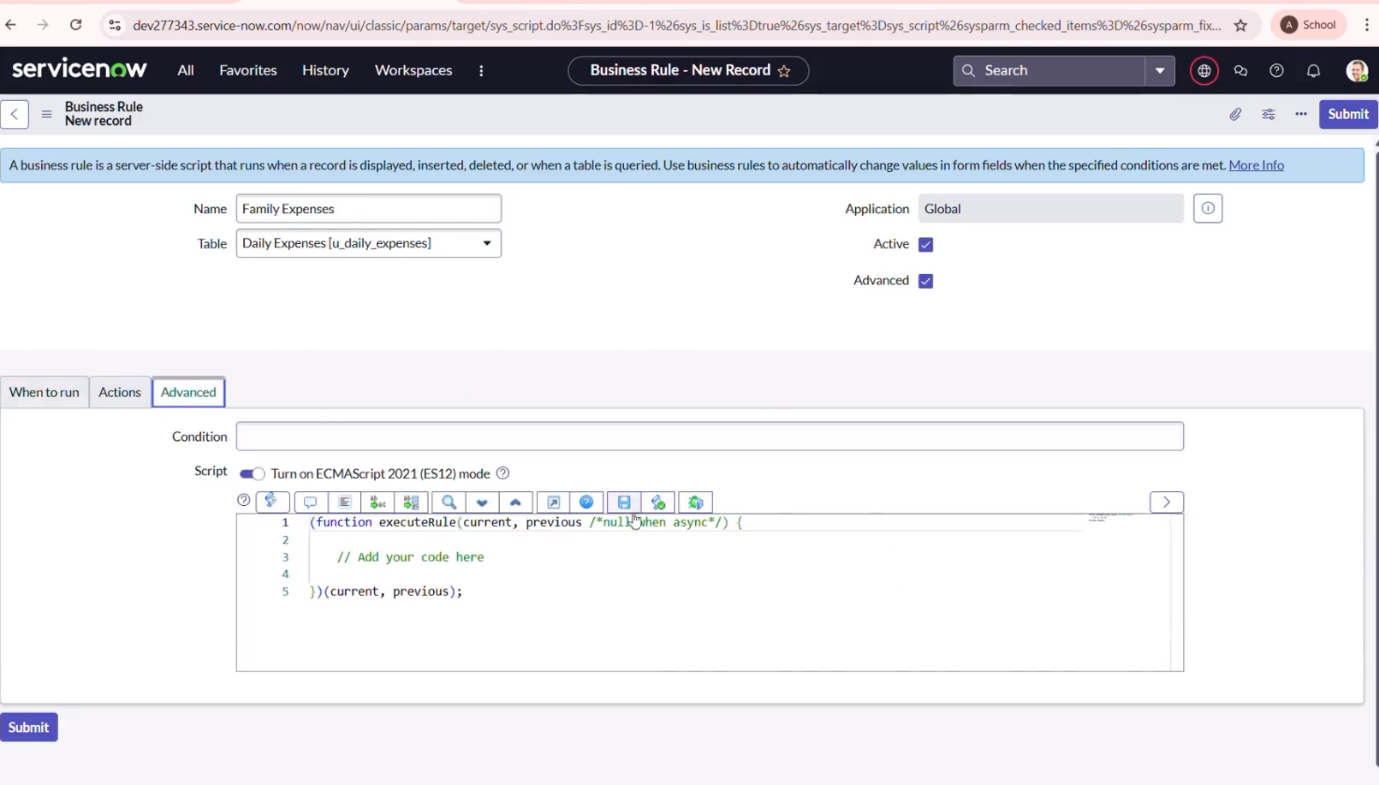 dev277343.service-now.com/now/nav/ui/classic/params/target/sys_script.do%3Fsys_id%3D-1%26sys_is_list%3Dtrue%26sys_target%3Dsys_script%26sysparm_checked_items%3D%26sysparm_fix...
A School
servicenow All Favorites History Workspaces Business Rule - New Record Search
Business Rule
New record
Submit
A business rule is a server-side script that runs when a record is displayed, inserted, deleted, or when a table is queried. Use business rules to automatically change values in form fields when the specified conditions are met. More Info
Name Family Expenses Application Global
Table Daily Expenses [u_daily_expenses] Active
Advanced
When to run Actions Advanced
Condition
Script Turn on ECMAScript 2021 (ES12) mode
1 (function executeRule(current, previous /*null when async*/) {
2
3 // Add your code here
4
5 })(current, previous);
Submit